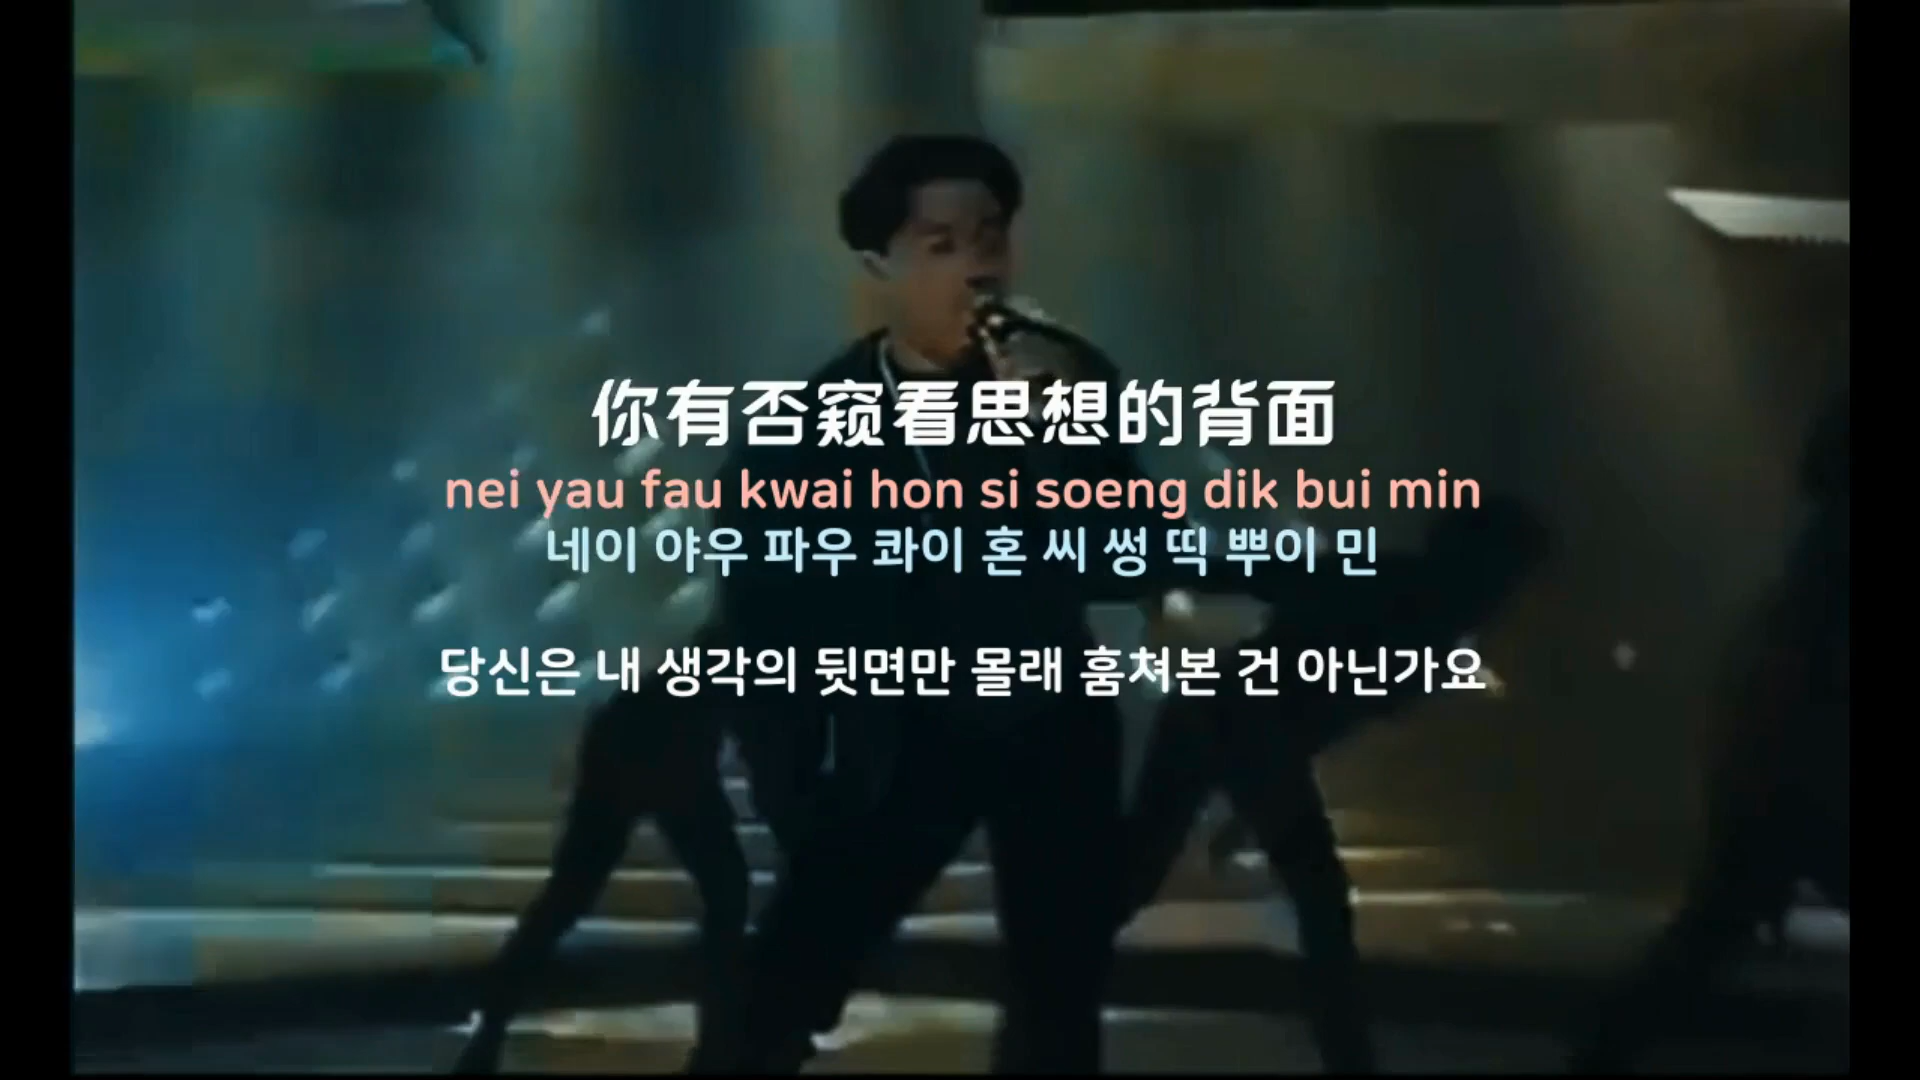 你有否窥看思想的背面
nei yau fau kwai hon si soeng dik bui min
네이 야우 파우 콰이 혼 씨 썽 띡 뿌이 민
당신은 내 생각의 뒷면만 몰래 훔쳐본 건 아닌가요